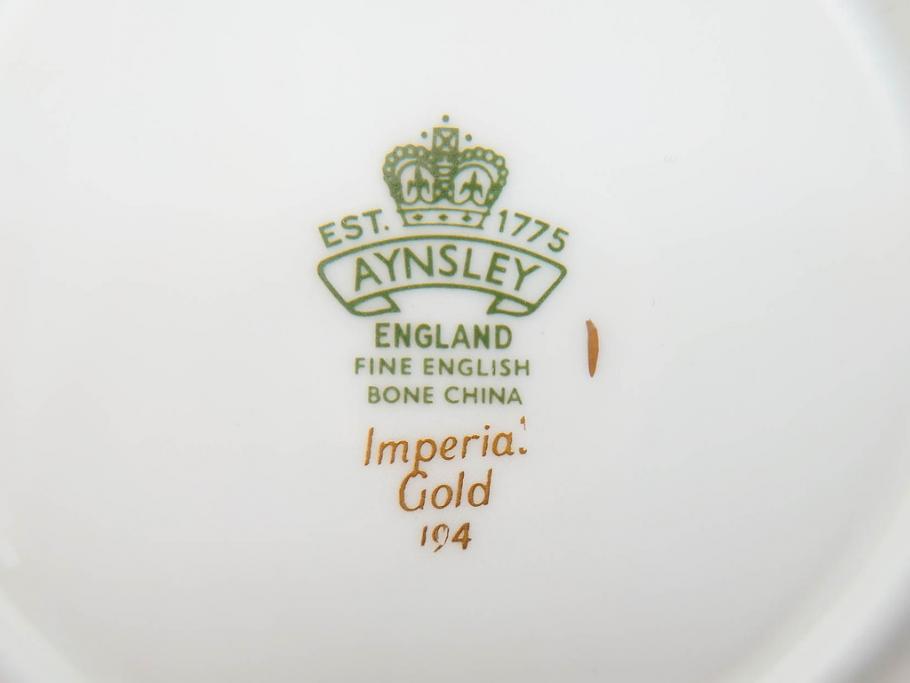 EST. 1775
AYNSLEY
ENGLAND
FINE ENGLISH
BONE CHINA
Imperial
Gold
194